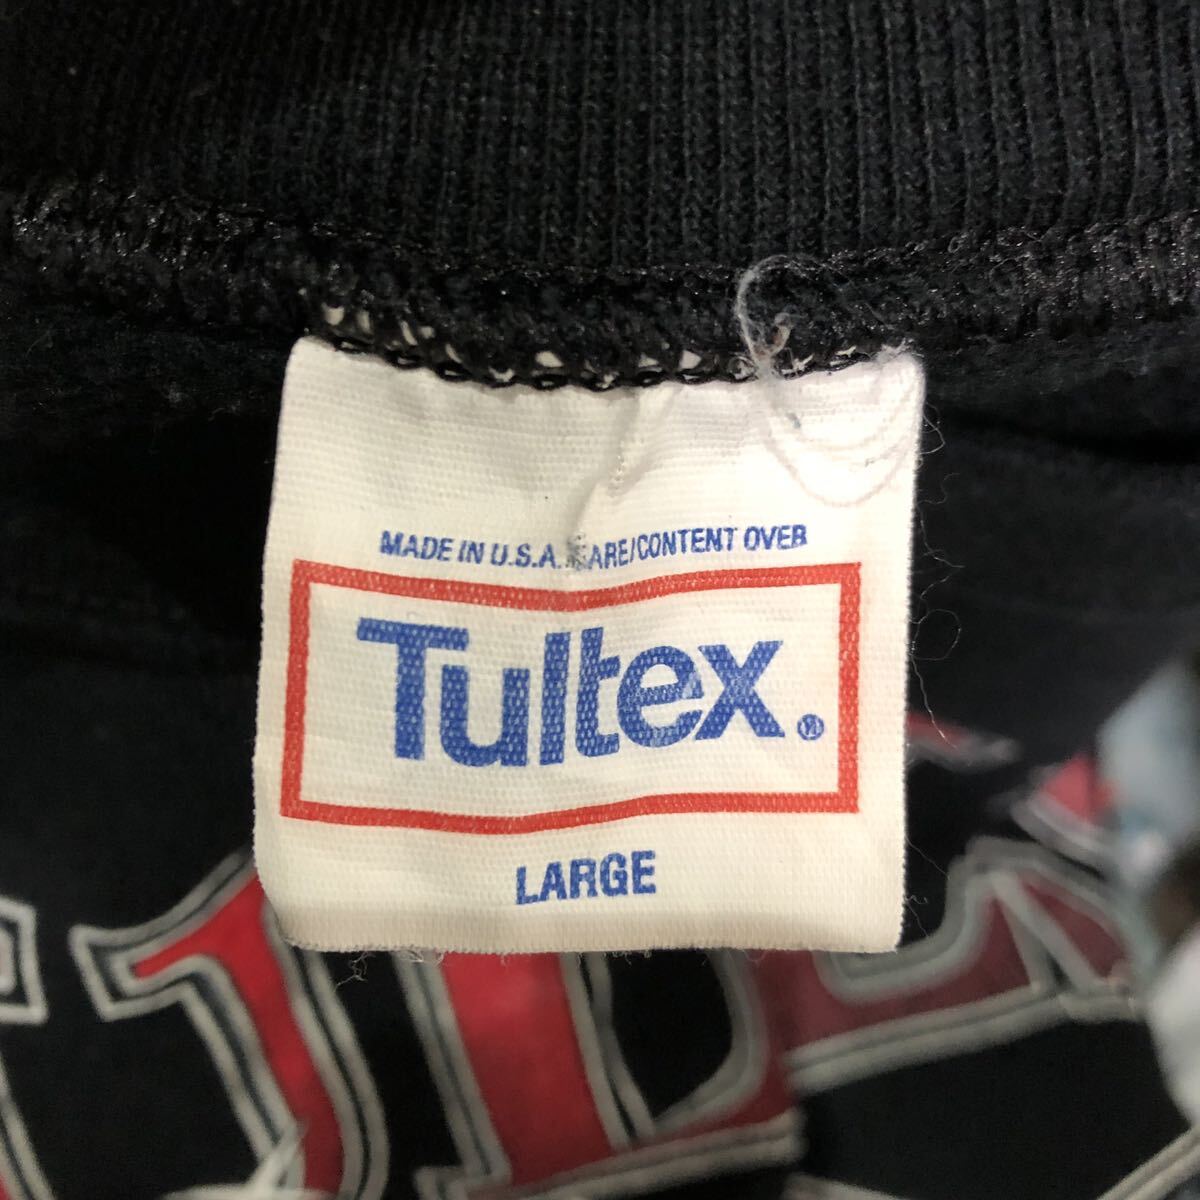 MADE IN U.S.A. CARE/CONTENT OVER
Tultex.®
LARGE